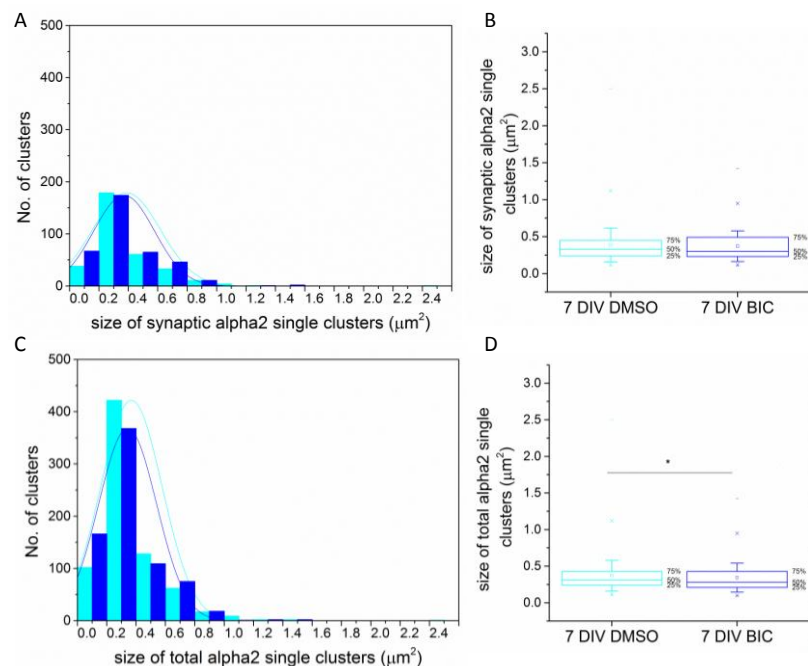 A
500
400
300
200
100
0
No. of clusters
0.0 0.2 0.4 0.6 0.8 1.0 1.2 1.4 1.6 1.8 2.0 2.2 2.4
size of synaptic alpha2 single clusters (μm²)
B
3.0
2.5
2.0
1.5
1.0
0.5
0.0
size of synaptic alpha2 single
clusters (μm²)
75%
50%
25%
75%
50%
25%
7 DIV DMSO 7 DIV BIC
C
500
400
300
200
100
0
No. of clusters
0.0 0.2 0.4 0.6 0.8 1.0 1.2 1.4 1.6 1.8 2.0 2.2 2.4
size of total alpha2 single clusters (μm²)
D
3.0
2.5
2.0
1.5
1.0
0.5
0.0
size of total alpha2 single
clusters (μm²)
*
75%
50%
25%
75%
50%
25%
7 DIV DMSO 7 DIV BIC